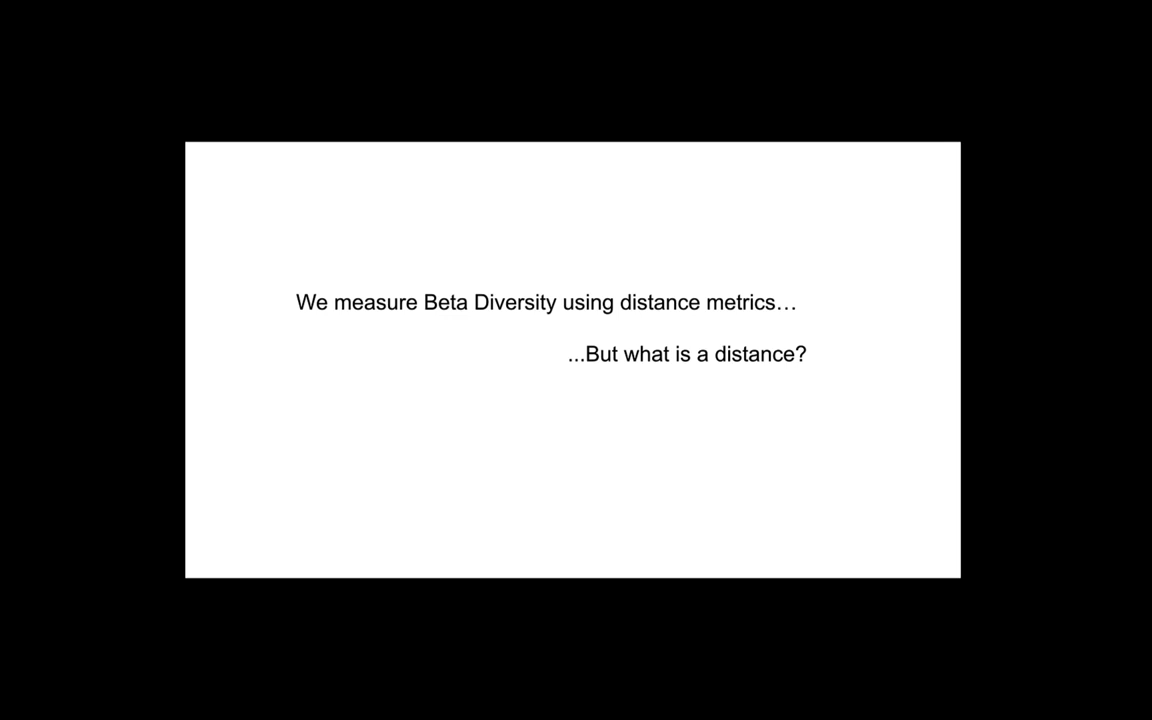 We measure Beta Diversity using distance metrics…
...But what is a distance?